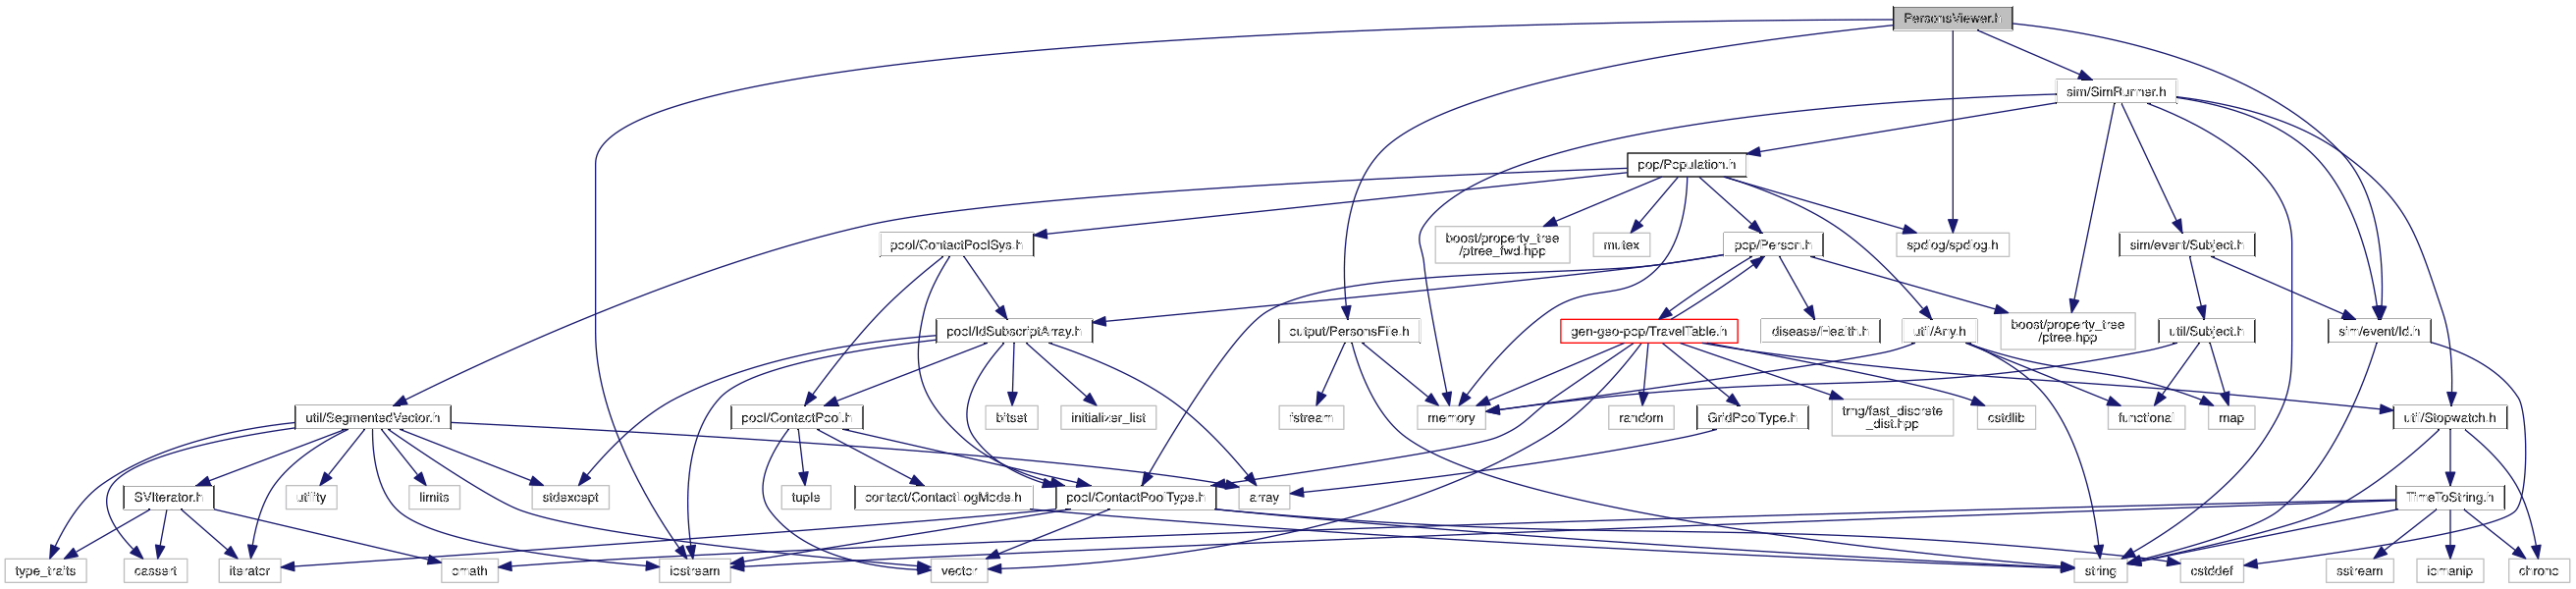 PersonsViewer.h
sim/SimRunner.h
pop/Population.h
pool/ContactPoolSys.h
boost/property_tree
/ptree_fwd.hpp
mutex
pop/Person.h
spdlog/spdlog.h
sim/event/Subject.h
pool/IdSubscriptArray.h
output/PersonsFile.h
gen-geo-pop/TravelTable.h
disease/Health.h
util/Any.h
boost/property_tree
/ptree.hpp
util/Subject.h
sim/event/Id.h
util/SegmentedVector.h
pool/ContactPool.h
bitset
initializer_list
fstream
memory
random
GridPoolType.h
trng/fast_discrete
_dist.hpp
cstdlib
functional
map
util/Stopwatch.h
SVIterator.h
utility
limits
stdexcept
tuple
contact/ContactLogMode.h
pool/ContactPoolType.h
array
TimeToString.h
type_traits
cassert
iterator
cmath
iostream
vector
string
cstddef
sstream
iomanip
chrono